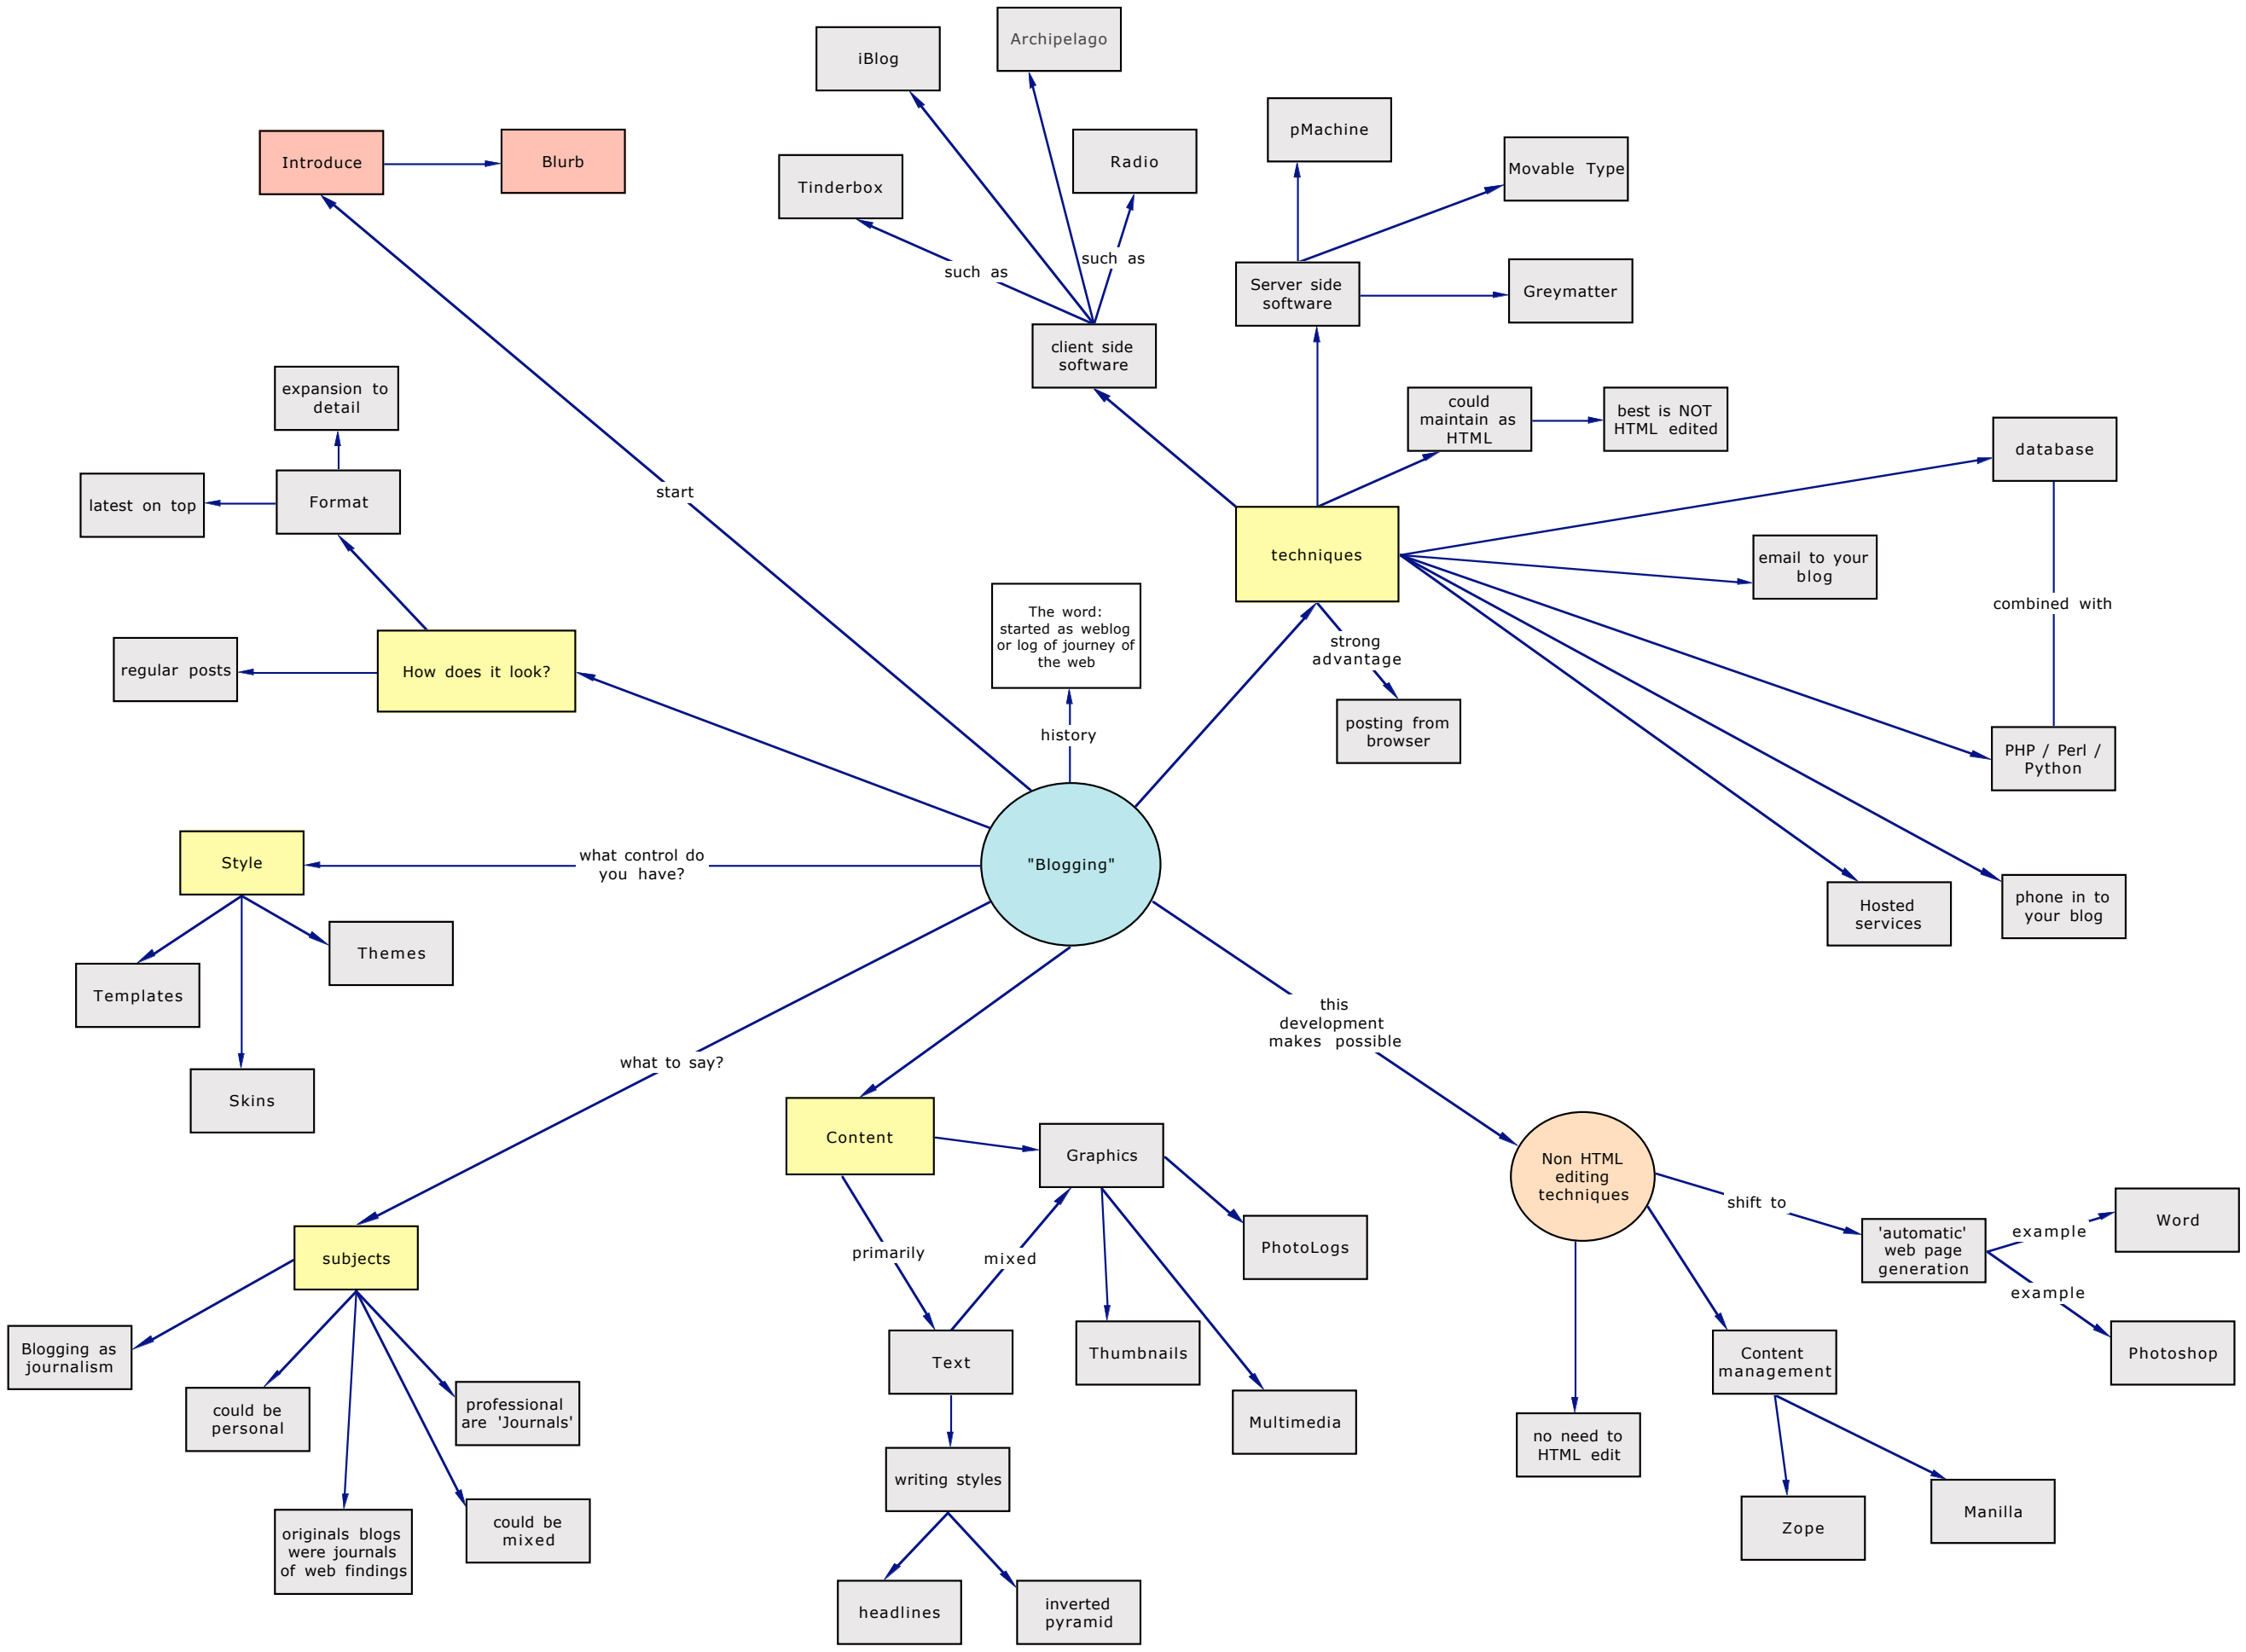 Archipelago
iBlog
pMachine
Introduce
Blurb
Radio
Movable Type
Tinderbox
such as
such as
Server side
software
Greymatter
client side
software
expansion to
detail
could
maintain as
HTML
best is NOT
HTML edited
database
latest on top
Format
start
techniques
email to your
blog
combined with
The word:
started as weblog
or log of journey of
the web
strong
advantage
regular posts
How does it look?
posting from
browser
history
PHP / Perl /
Python
Style
what control do
you have?
"Blogging"
Hosted
services
phone in to
your blog
Themes
Templates
this
development
makes possible
what to say?
Skins
Content
Graphics
Non HTML
editing
techniques
shift to
Word
'automatic'
web page
generation
example
example
subjects
primarily
mixed
PhotoLogs
Blogging as
journalism
Text
Thumbnails
Content
management
Photoshop
could be
personal
professional
are 'Journals'
Multimedia
no need to
HTML edit
writing styles
originals blogs
were journals
of web findings
could be
mixed
Zope
Manilla
headlines
inverted
pyramid